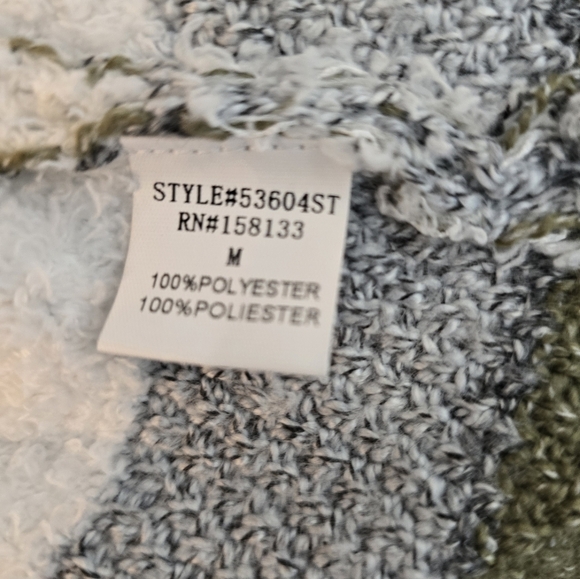 STYLE#53604ST
RN#158133
M
100%POLYESTER
100%POLIESTER